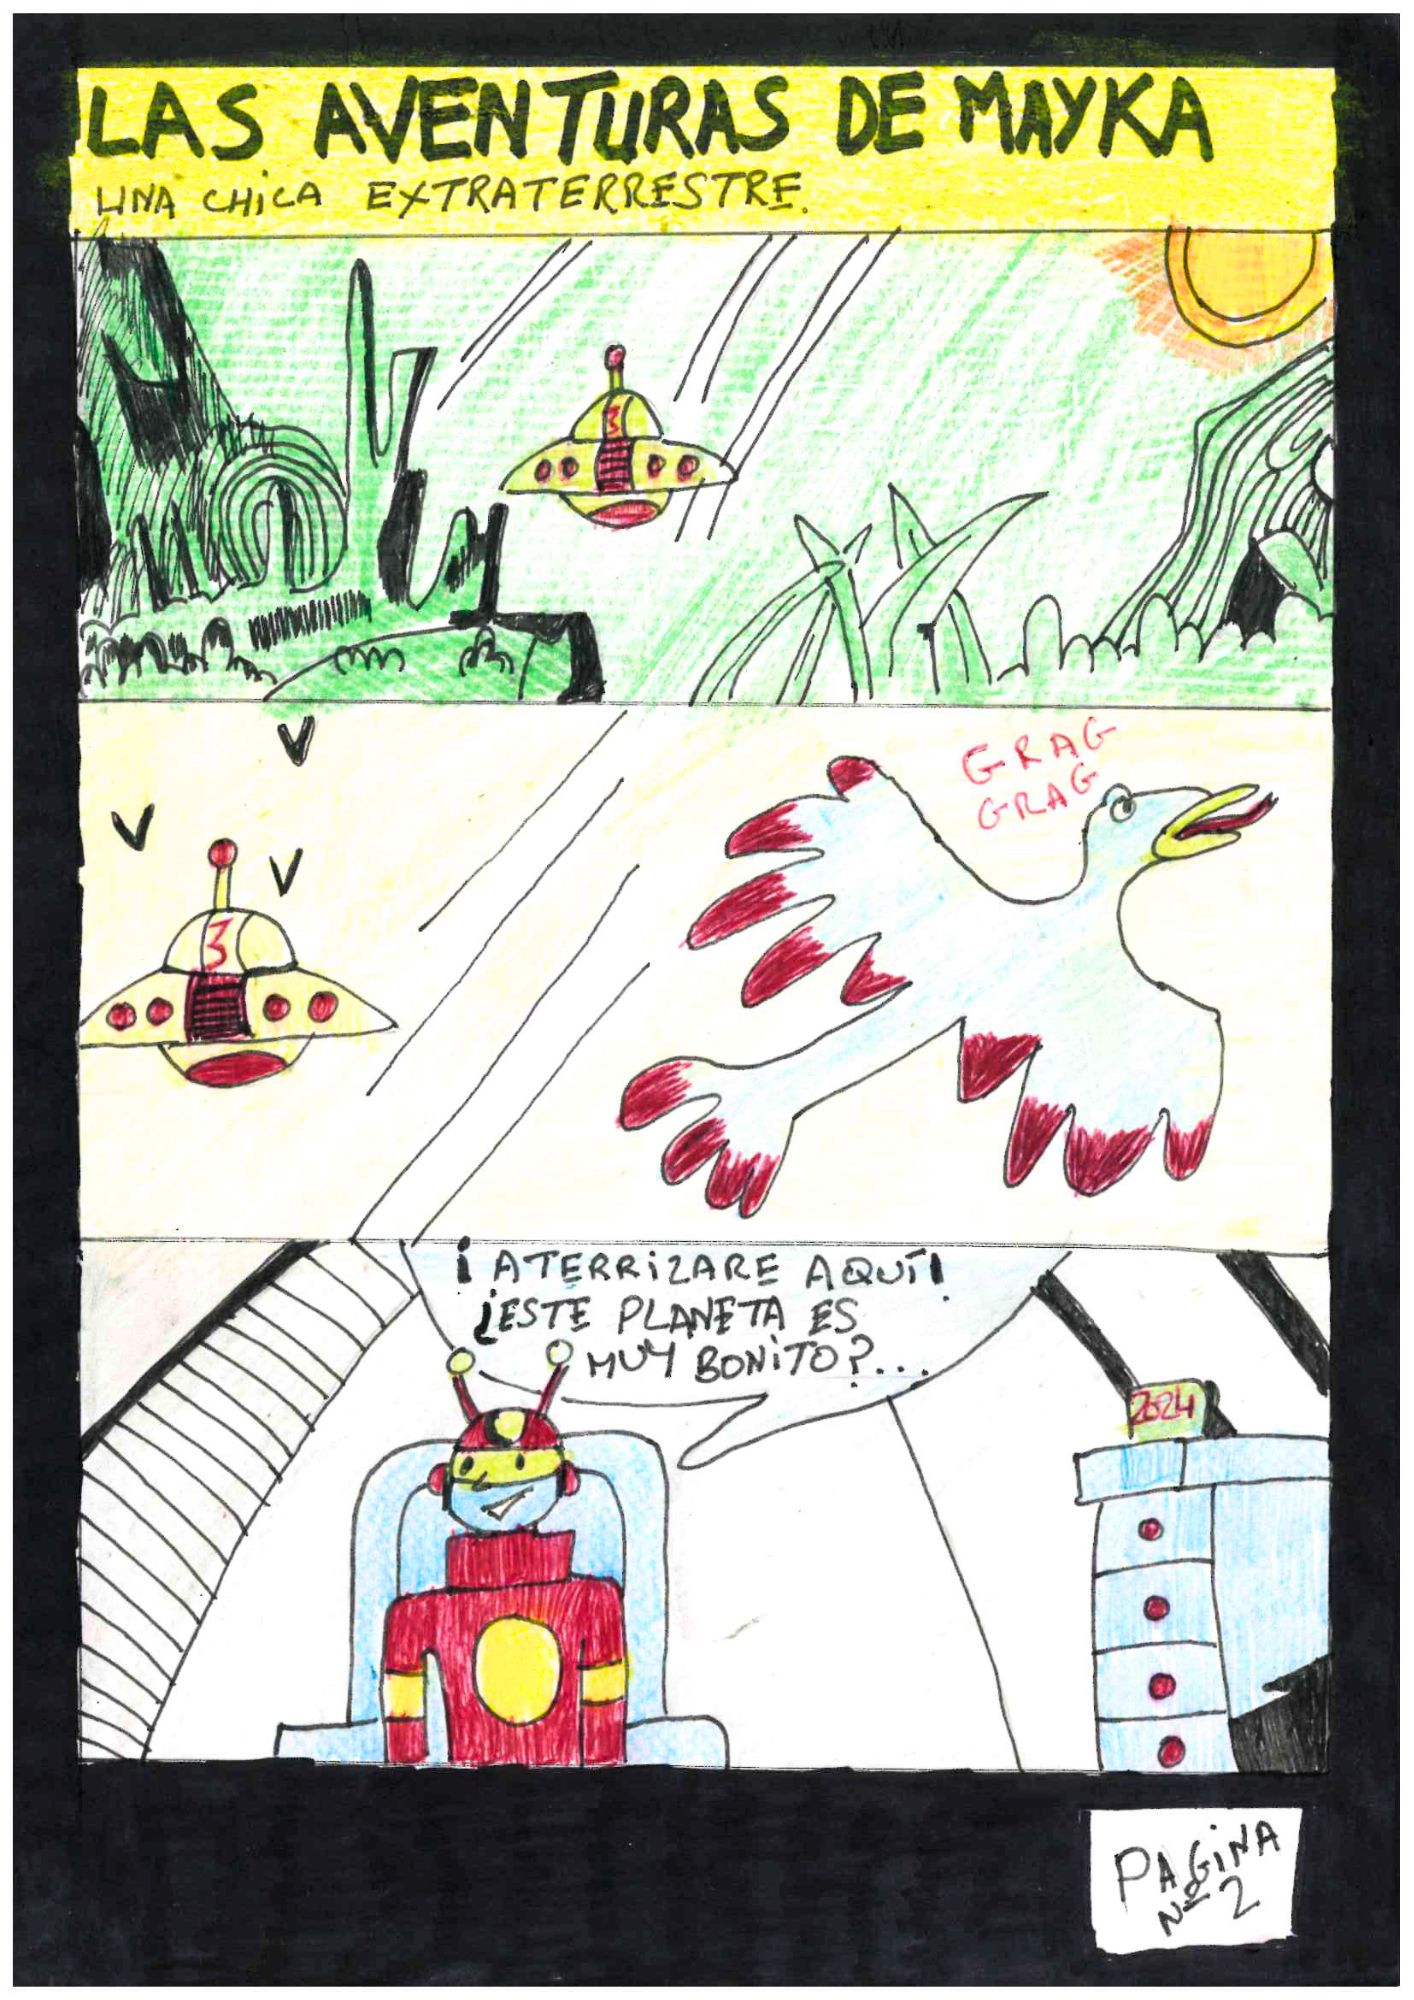 LAS AVENTURAS DE MAYKA
UNA CHICA EXTRATERRESTRE.
3
GRAG
GRAG
3
¡ATERRIZARE AQUÍ!
¿ESTE PLANETA ES
MUY BONITO?...
2024
PAGINA
Nº 2